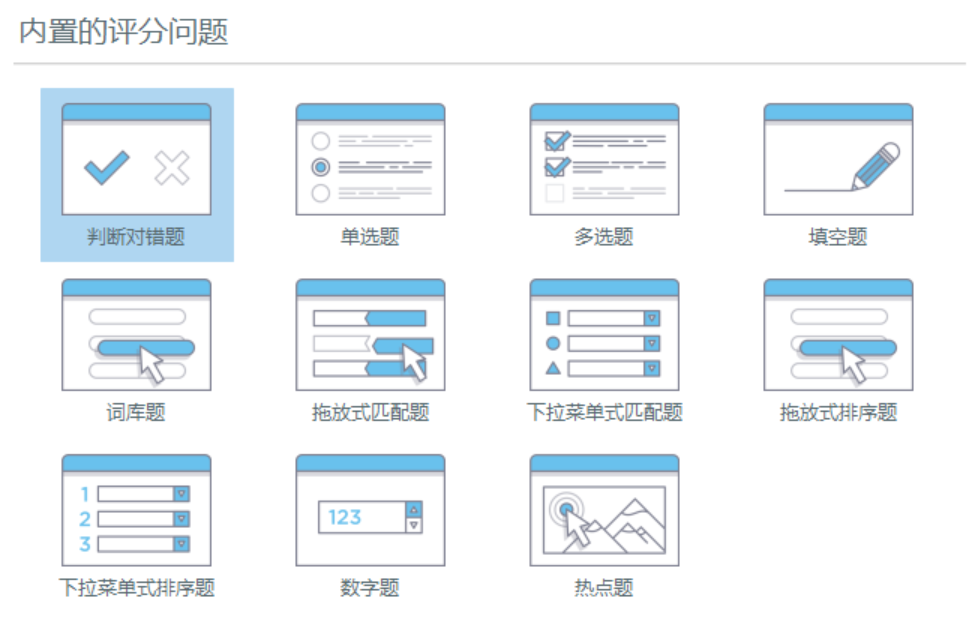 内置的评分问题
判断对错题
单选题
多选题
填空题
词库题
拖放式匹配题
下拉菜单式匹配题
拖放式排序题
1
2
3
下拉菜单式排序题
123
数字题
热点题